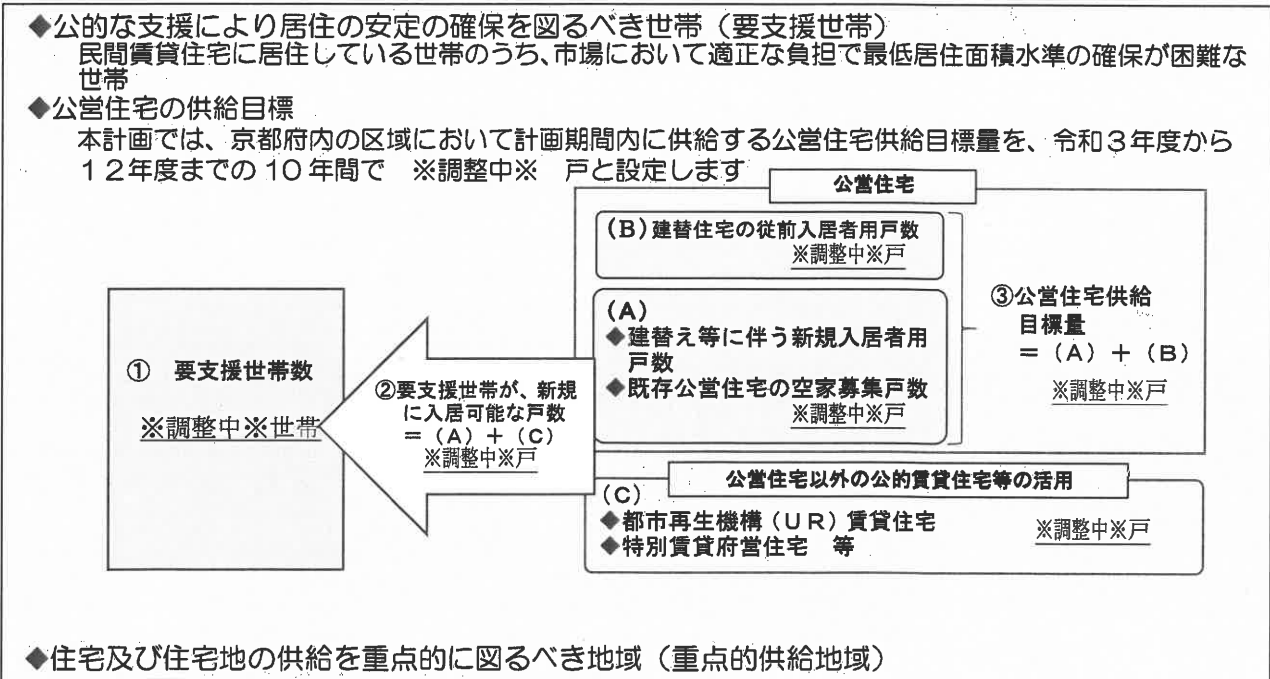 ◆公的な支援により居住の安定の確保を図るべき世帯（要支援世帯）
民間賃貸住宅に居住している世帯のうち、市場において適正な負担で最低居住面積水準の確保が困難な
世帯
◆公営住宅の供給目標
本計画では、京都府内の区域において計画期間内に供給する公営住宅供給目標量を、令和３年度から
１２年度までの10年間で　※調整中※　戸と設定します
公営住宅
(B)建替住宅の従前入居者用戸数
※調整中※戸
(A)
◆建替え等に伴う新規入居者用
戸数
◆既存公営住宅の空家募集戸数
※調整中※戸
③公営住宅供給
目標量
＝（A）＋（B）
※調整中※戸
①　要支援世帯数
※調整中※世帯
②要支援世帯が、新規
に入居可能な戸数
＝（A）＋（C）
※調整中※戸
公営住宅以外の公的賃貸住宅等の活用
(C)
◆都市再生機構（UR）賃貸住宅
◆特別賃貸府営住宅　等
※調整中※戸
◆住宅及び住宅地の供給を重点的に図るべき地域（重点的供給地域）